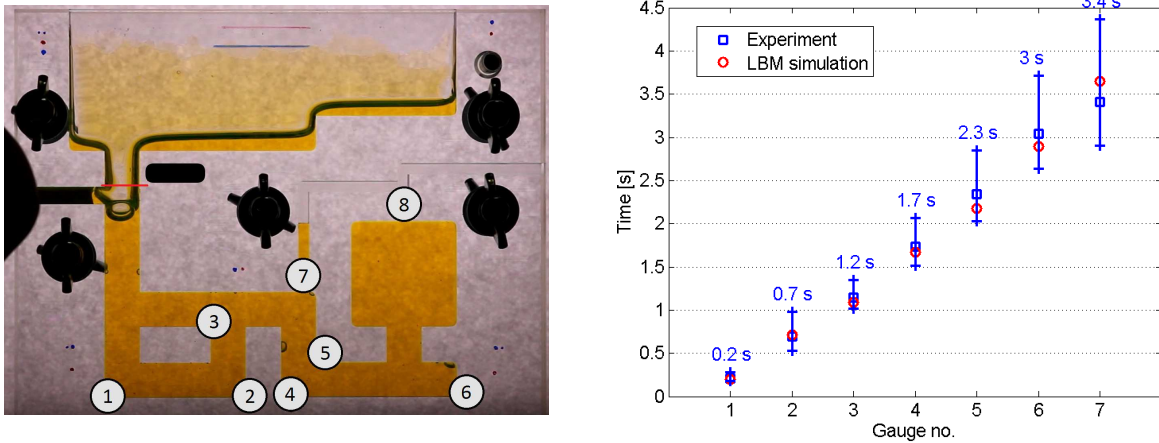 8
7
3
5
1
2
4
6
Experiment
LBM simulation
0.2 s
0.7 s
1.2 s
1.7 s
2.3 s
3 s
3.4 s
Time [s]
4.5
4
3.5
3
2.5
2
1.5
1
0.5
0
1 2 3 4 5 6 7
Gauge no.